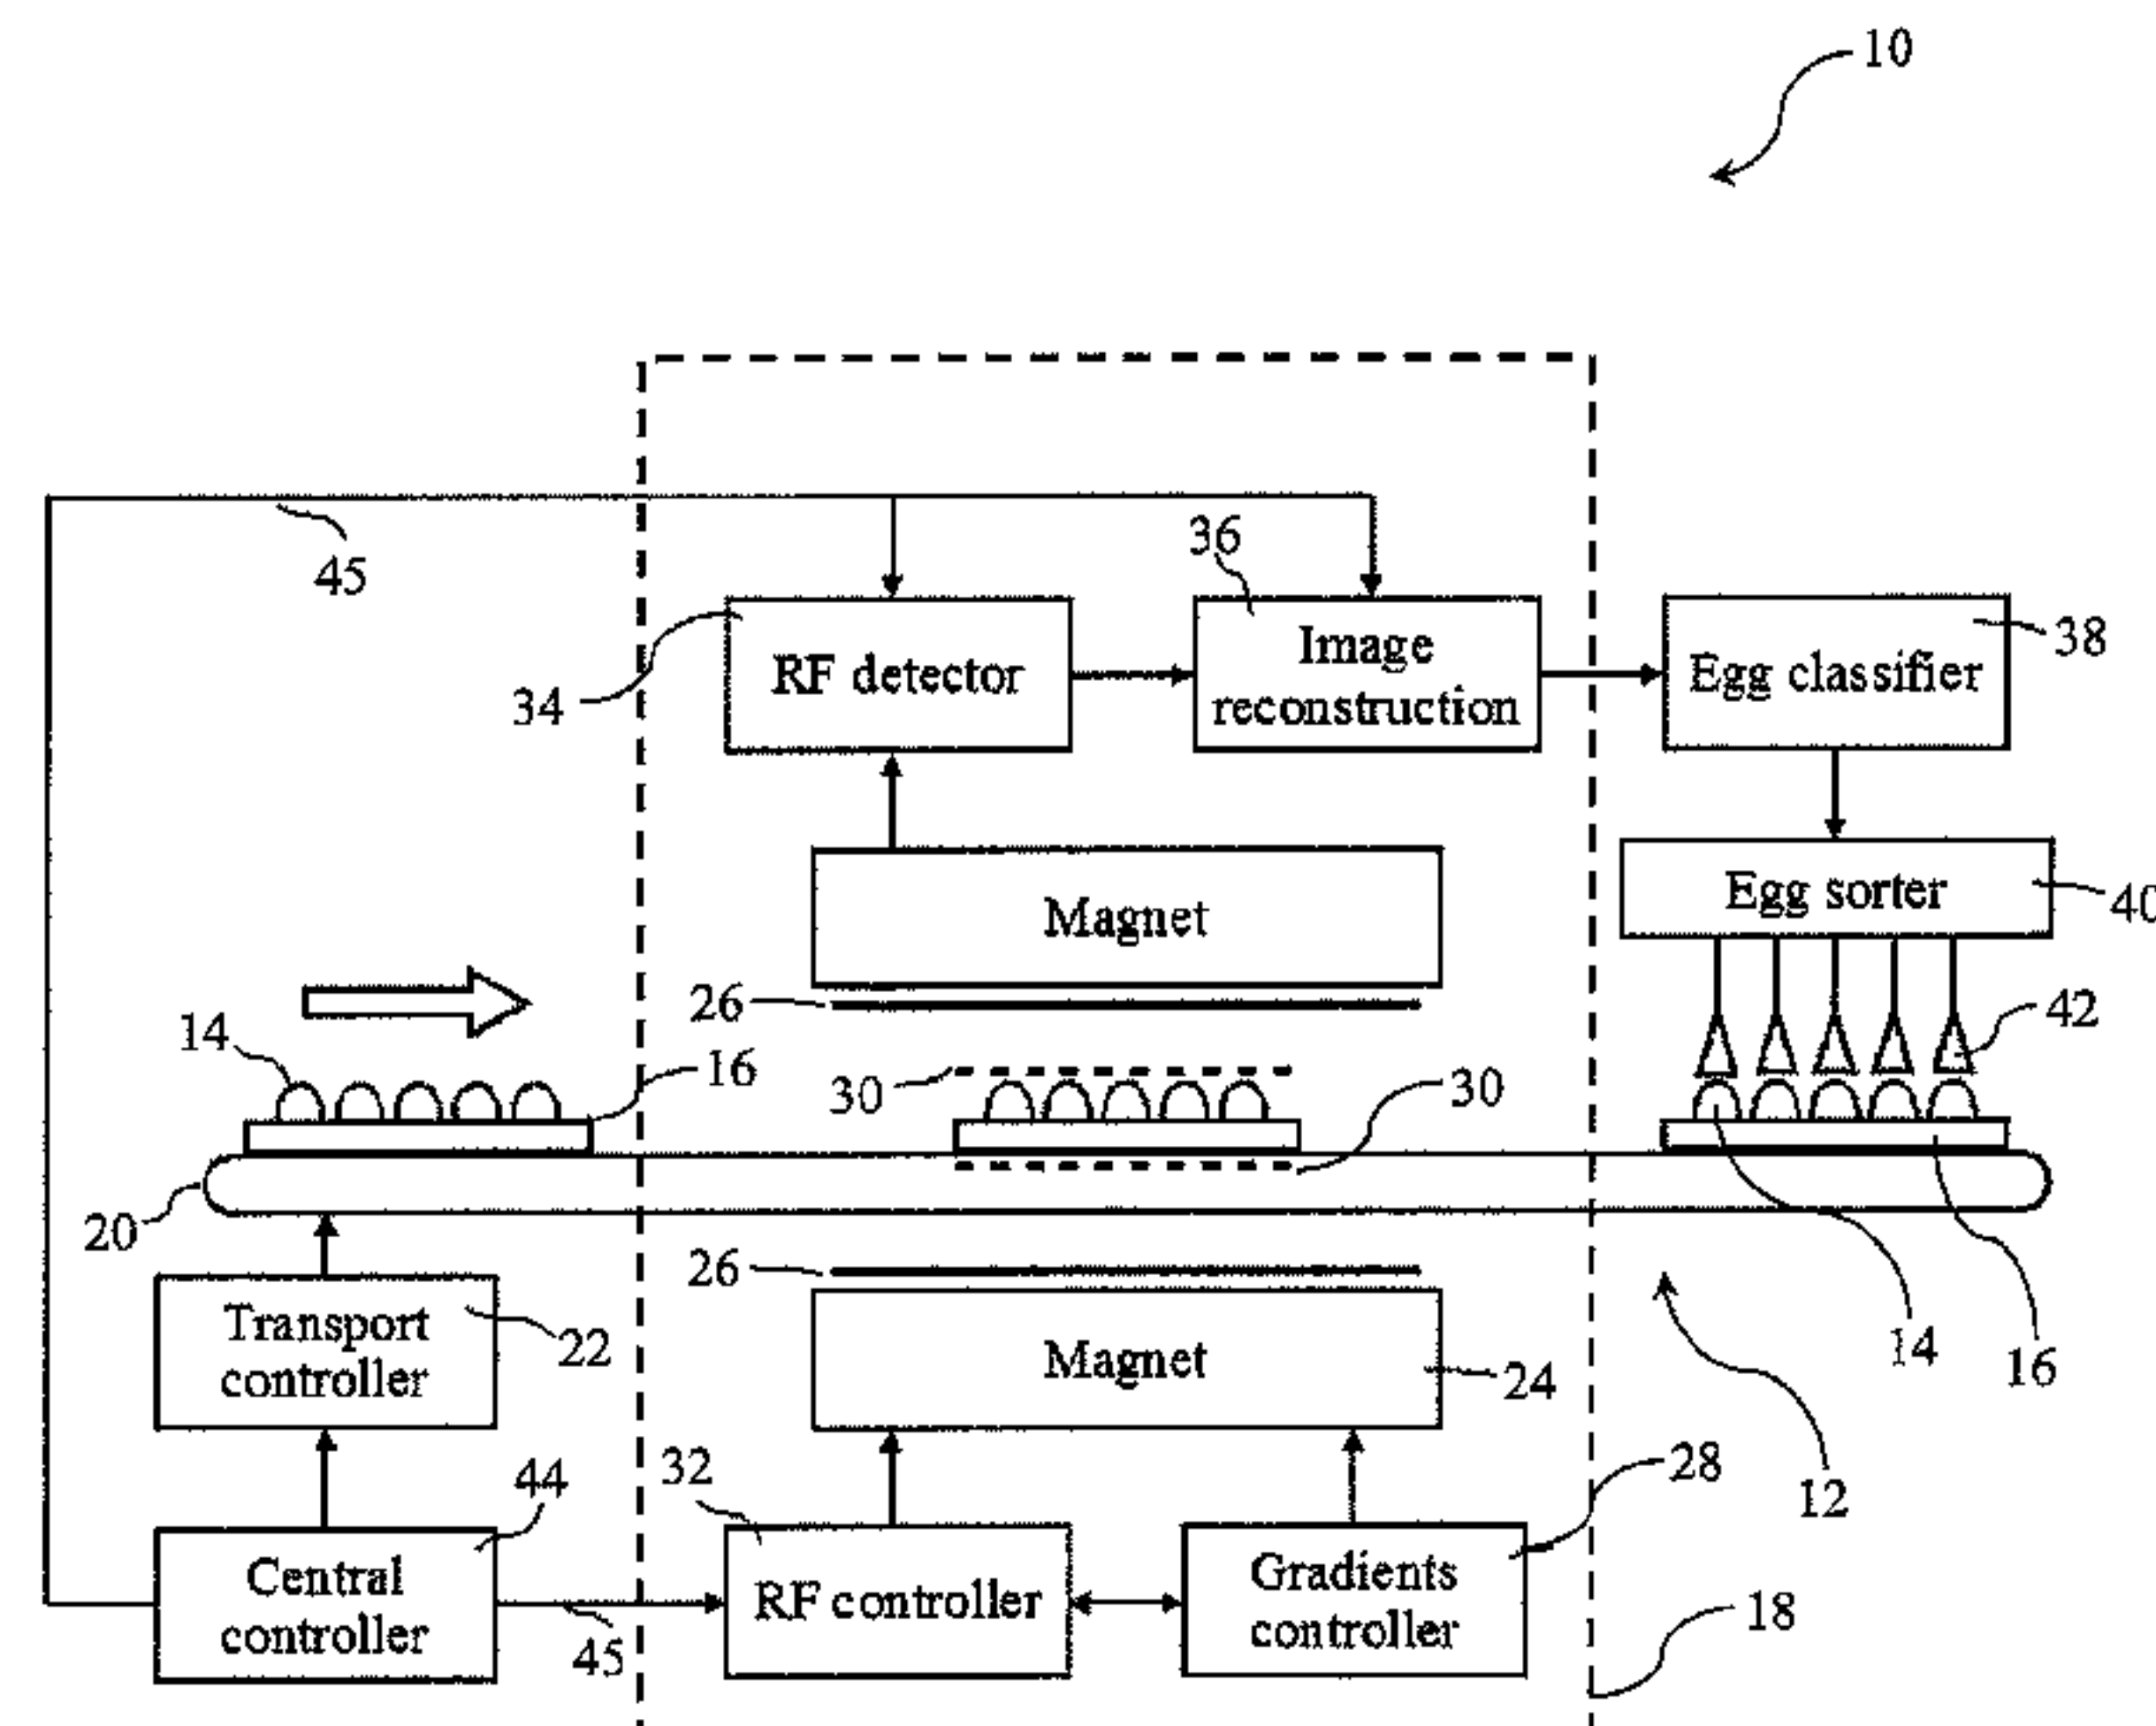 10
45
36
34
RF detector
Image
reconstruction
Egg classifier
38
Magnet
Egg sorter
40
26
14
16
30
30
42
20
26
Transport
controller
22
Magnet
24
14
16
12
44
32
28
Central
controller
45
RF controller
Gradients
controller
18